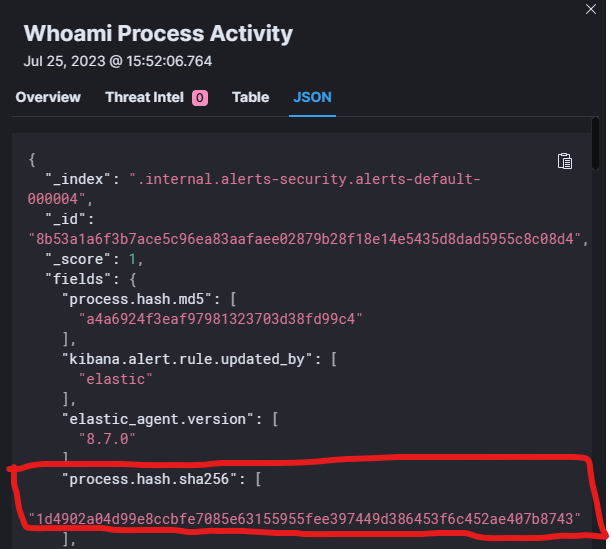 Whoami Process Activity
Jul 25, 2023 @ 15:52:06.764
Overview Threat Intel 0 Table JSON
{
"_index": ".internal.alerts-security.alerts-default-
000004",
"_id":
"8b53a1a6f3b7ace5c96ea83aafaee02879b28f18e14e5435d8dad5955c8c08d4",
"_score": 1,
"fields": {
"process.hash.md5": [
"a4a6924f3eaf97981323703d38fd99c4"
],
"kibana.alert.rule.updated_by": [
"elastic"
],
"elastic_agent.version": [
"8.7.0"
]
"process.hash.sha256": [
"1d4902a04d99e8ccbfe7085e63155955fee397449d386453f6c452ae407b8743"
],